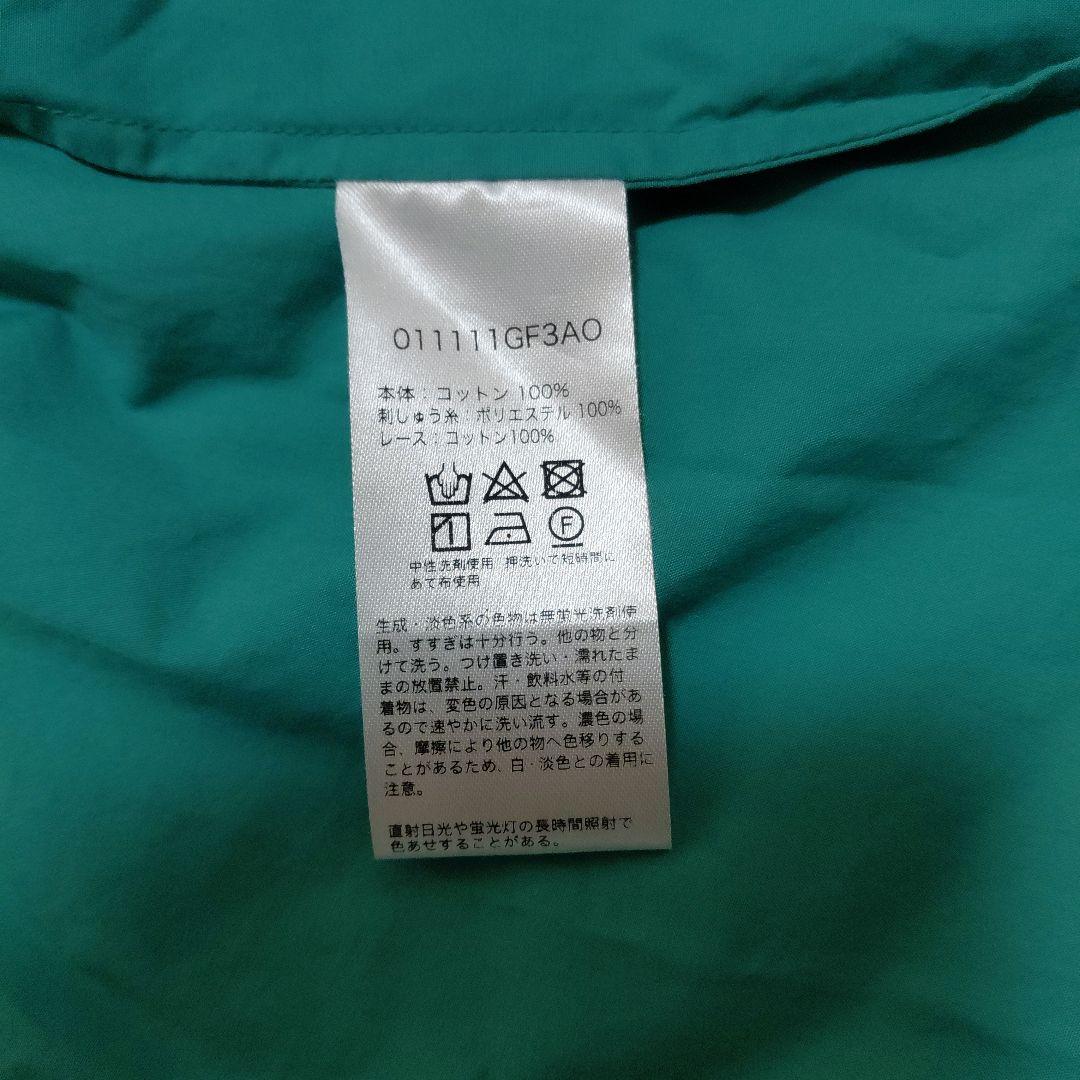 011111GF3AO
本体：コットン 100%
刺しゅう糸：ポリエステル 100%
レース：コットン100%
F
中性洗剤使用 押洗いで短時間に
あて布使用
生成・淡色系の色物は無蛍光洗剤使
用。すすぎは十分行う。他の物と分
けて洗う。つけ置き洗い・濡れたま
まの放置禁止。汗・飲料水等の付
着物は、変色の原因となる場合があ
るので速やかに洗い流す。濃色の場
合、摩擦により他の物へ色移りする
ことがあるため、白・淡色との着用に
注意。
直射日光や蛍光灯の長時間照射で
色あせすることがある。